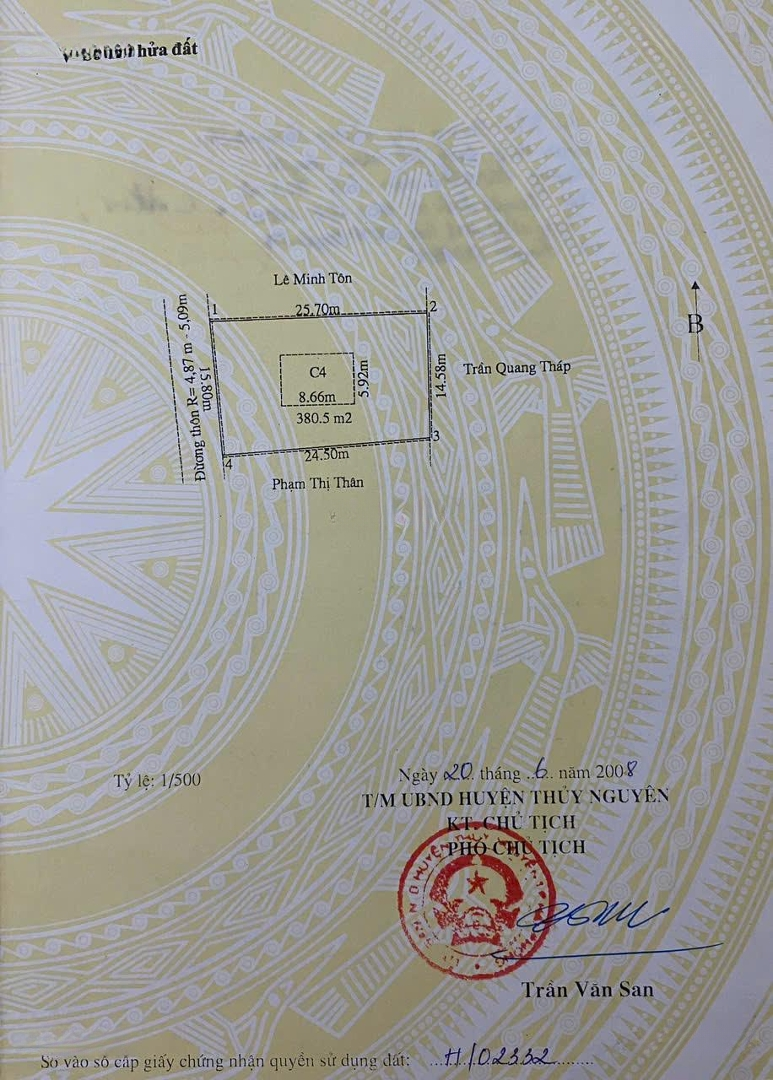 hửa đất
Lê Minh Tôn
1
25.70m
2
Đường thôn R= 4,87 m - 5,09m
15.80m
C4
8.66m
5.92m
380.5 m2
14.58m
Trần Quang Tháp
B
3
4
24.50m
Phạm Thị Thân
Tỷ lệ: 1/500
Ngày 20 tháng 6 năm 2008
T/M UBND HUYỆN THỦY NGUYÊN
KT. CHỦ TỊCH
PHÓ CHỦ TỊCH
Trần Văn San
So vào sổ cấp giấy chứng nhận quyền sử dụng đất: H/02332